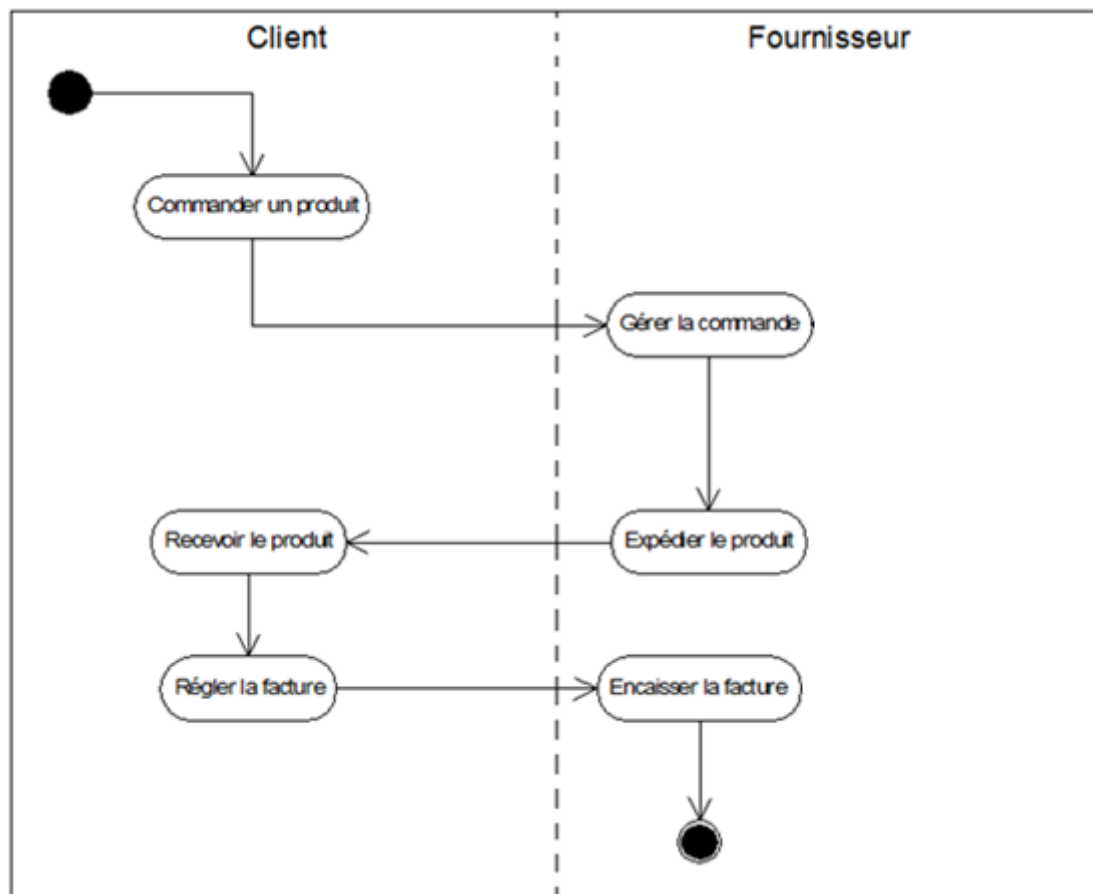 Client
Fournisseur
Commander un produit
Gérer la commande
Recevoir le produit
Expédier le produit
Régler la facture
Encaisser la facture